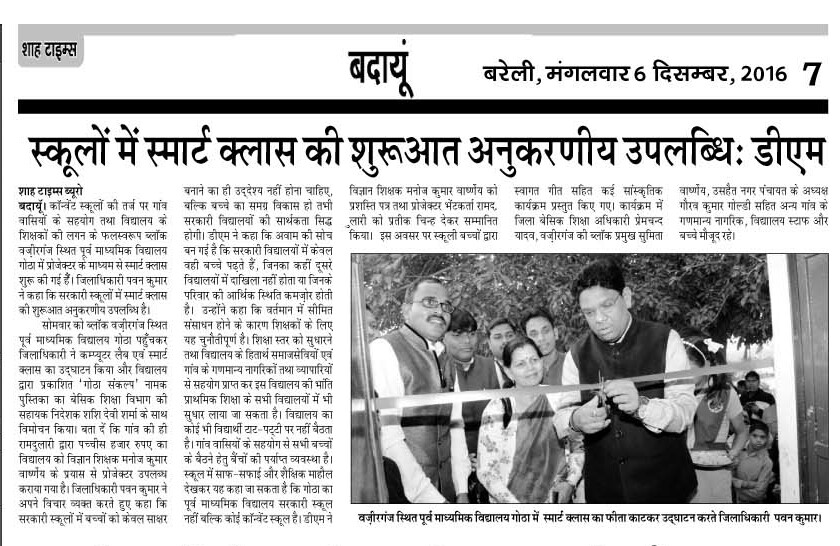 शाह टाइम्स
बदायूं
बरेली, मंगलवार 6 दिसम्बर, 2016 7
स्कूलों में स्मार्ट क्लास की शुरूआत अनुकरणीय उपलब्धिः डीएम
शाह टाइम्स ब्यूरो
बदायूं। कॉन्वेंट स्कूलों की तर्ज पर गांव
वासियों के सहयोग तथा विद्यालय के
शिक्षकों की लगन के फलस्वरूप ब्लाक
वज़ीरगंज स्थित पूर्व माध्यमिक विद्यालय
गोठा में प्रोजेक्टर के माध्यम से स्मार्ट क्लास
शुरू की गई हैं। जिलाधिकारी पवन कुमार
ने कहा कि सरकारी स्कूलों में स्मार्ट क्लास
की शुरूआत अनुकरणीय उपलब्धि है।
सोमवार को ब्लॉक वज़ीरगंज स्थित
पूर्व माध्यमिक विद्यालय गोठा पहुँचकर
जिलाधिकारी ने कम्प्यूटर लैब एवं स्मार्ट
क्लास का उद्घाटन किया और विद्यालय
द्वारा प्रकाशित 'गोठा संकल्प' नामक
पुस्तिका का बेसिक शिक्षा विभाग की
सहायक निदेशक शशि देवी शर्मा के साथ
विमोचन किया। बता दें कि गांव की ही
रामदुलारी द्वारा पच्चीस हजार रुपए का
विद्यालय को विज्ञान शिक्षक मनोज कुमार
वार्ष्णेय के प्रयास से प्रोजेक्टर उपलब्ध
कराया गया है। जिलाधिकारी पवन कुमार ने
अपने विचार व्यक्त करते हुए कहा कि
सरकारी स्कूलों में बच्चों को केवल साक्षर
बनाने का ही उद्देश्य नहीं होना चाहिए,
बल्कि बच्चे का समग्र विकास हो तभी
सरकारी विद्यालयों की सार्थकता सिद्ध
होगी। डीएम ने कहा कि अवाम की सोच
बन गई है कि सरकारी विद्यालयों में केवल
वही बच्चे पढ़ते हैं, जिनका कहीं दूसरे
विद्यालयों में दाखिला नहीं होता या जिनके
परिवार की आर्थिक स्थिति कमज़ोर होती
है। उन्होंने कहा कि वर्तमान में सीमित
संसाधन होने के कारण शिक्षकों के लिए
यह चुनौतीपूर्ण है। शिक्षा स्तर को सुधारने
तथा विद्यालय के हितार्थ समाजसेवियों एवं
गांव के गणमान्य नागरिकों तथा व्यापारियों
से सहयोग प्राप्त कर इस विद्यालय की भांति
प्राथमिक शिक्षा के सभी विद्यालयों में भी
सुधार लाया जा सकता है। विद्यालय का
कोई भी विद्यार्थी टाट-पट्टी पर नहीं बैठता
है। गांव वासियों के सहयोग से सभी बच्चों
के बैठने हेतु बैंचों की पर्याप्त व्यवस्था है।
स्कूल में साफ-सफाई और शैक्षिक माहौल
देखकर यह कहा जा सकता है कि गोठा का
पूर्व माध्यमिक विद्यालय सरकारी स्कूल
नहीं बल्कि कोई कॉन्वेंट स्कूल है। डीएम ने
विज्ञान शिक्षक मनोज कुमार वार्ष्णेय को
प्रशस्ति पत्र तथा प्रोजेक्टर भेंटकर्ता रामद.
ुलारी को प्रतीक चिन्ह देकर सम्मानित
किया। इस अवसर पर स्कूली बच्चों द्वारा
स्वागत गीत सहित कई सांस्कृतिक
कार्यक्रम प्रस्तुत किए गए। कार्यक्रम में
जिला बेसिक शिक्षा अधिकारी प्रेमचन्द
यादव, वज़ीरगंज की ब्लॉक प्रमुख सुमिता
वार्ष्णेय, उसहैत नगर पंचायत के अध्यक्ष
गौरव कुमार गोल्डी सहित अन्य गांव के
गणमान्य नागरिक, विद्याालय स्टाफ और
बच्चे मौजूद रहे।
वज़ीरगंज स्थित पूर्व माध्यमिक विद्यालय गोठा में स्मार्ट क्लास का फीता काटकर उद्घाटन करते जिलाधिकारी पवन कुमार।